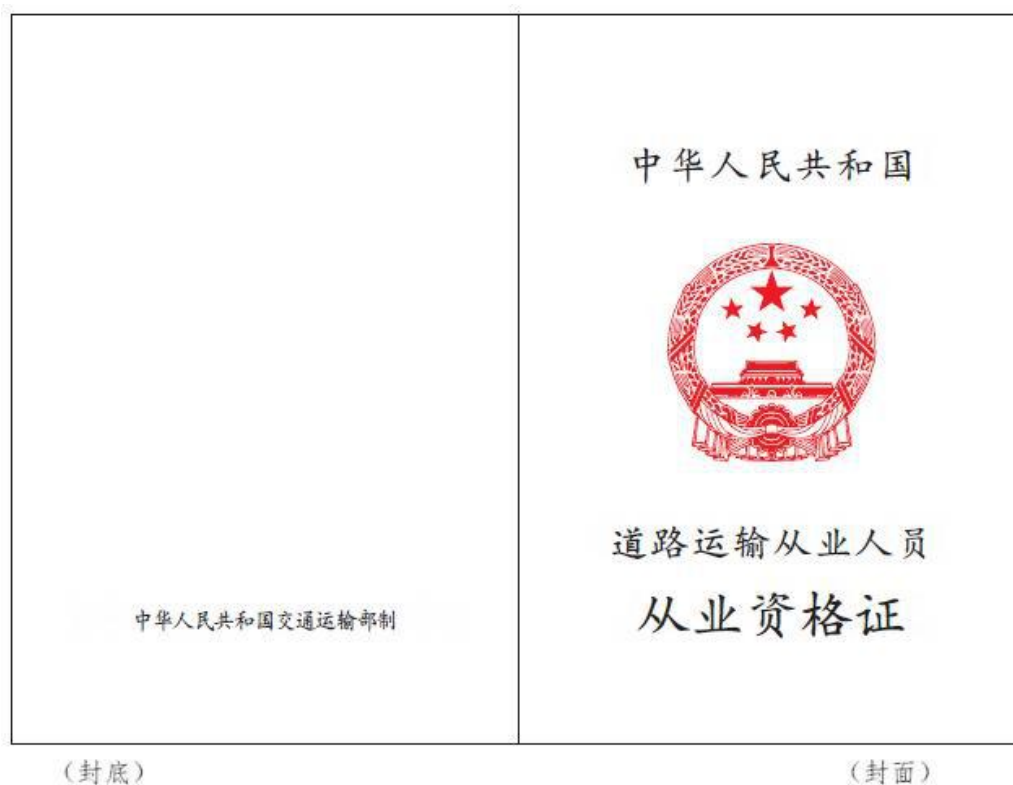 中华人民共和国
道路运输从业人员
从业资格证
中华人民共和国交通运输部制
（封底）
（封面）